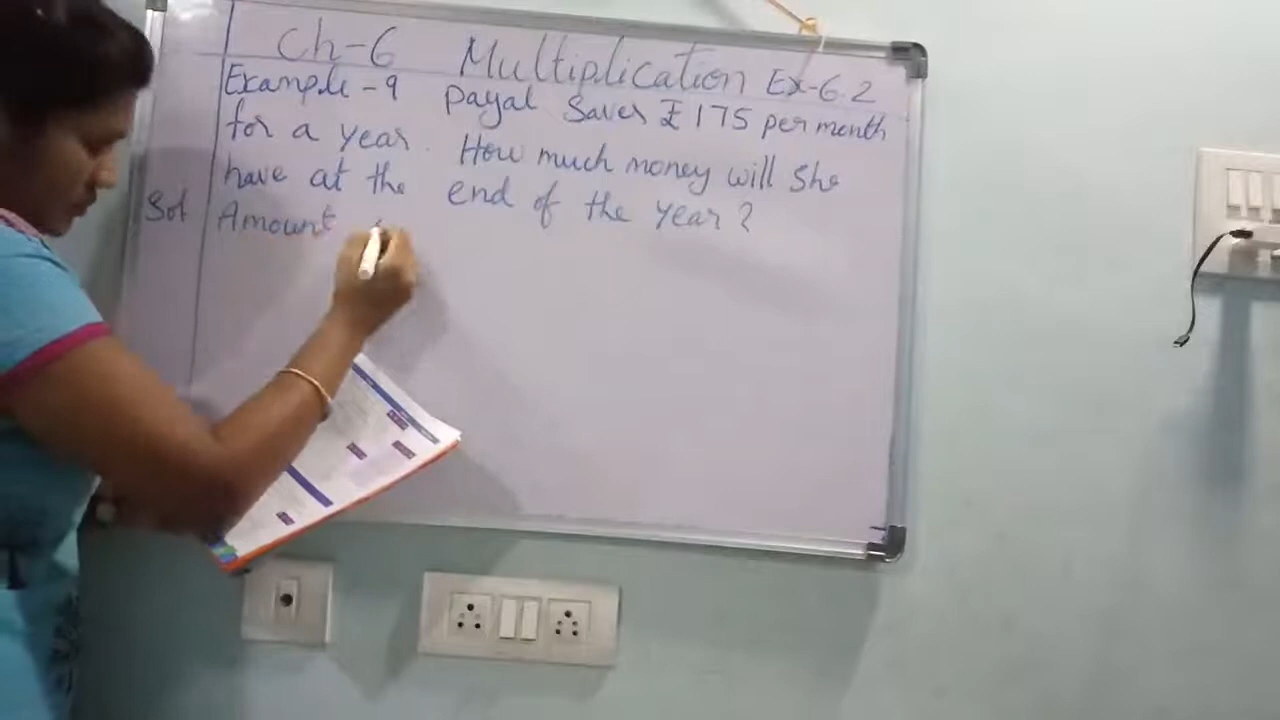 Ch-6 Multiplication Ex-6.2
Example-9 Payal Saves ₹175 per month
for a year. How much money will she
have at the end of the year?
Sol Amount